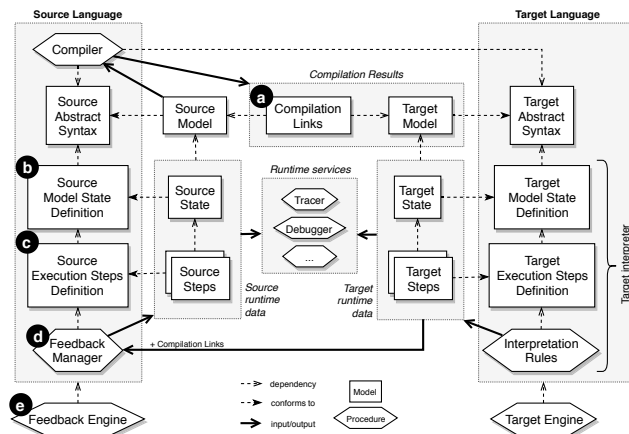 Source Language
Target Language
Compiler
Compilation Results
a
Source
Abstract
Syntax
Source
Model
Compilation
Links
Target
Model
Target
Abstract
Syntax
b
Source
Model State
Definition
Source
State
Runtime services
Tracer
Debugger
...
Target
State
Target
Model State
Definition
c
Source
Execution Steps
Definition
Source
Steps
Source
runtime
data
Target
runtime
data
Target
Steps
Target
Execution Steps
Definition
Target interpreter
d
Feedback
Manager
+ Compilation Links
Interpretation
Rules
e
Feedback Engine
dependency
conforms to
input/output
Model
Procedure
Target Engine